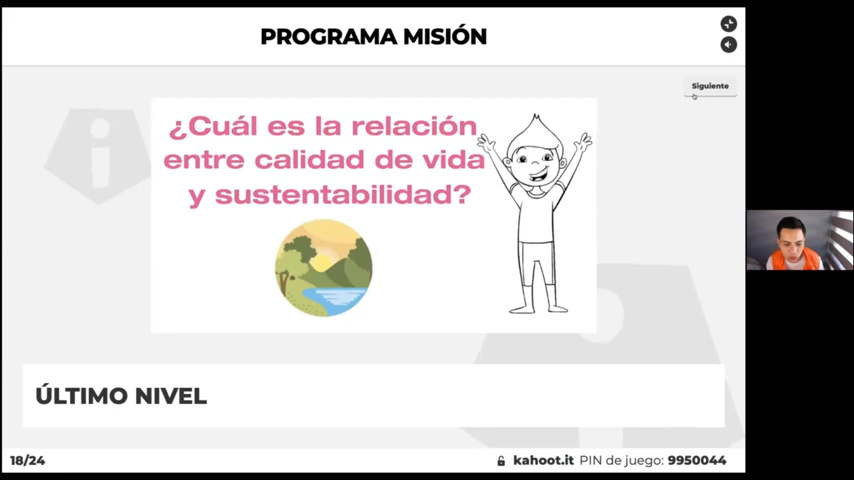 PROGRAMA MISIÓN
Siguiente
¿Cuál es la relación
entre calidad de vida
y sustentabilidad?
ÚLTIMO NIVEL
18/24
kahoot.it PIN de juego: 9950044